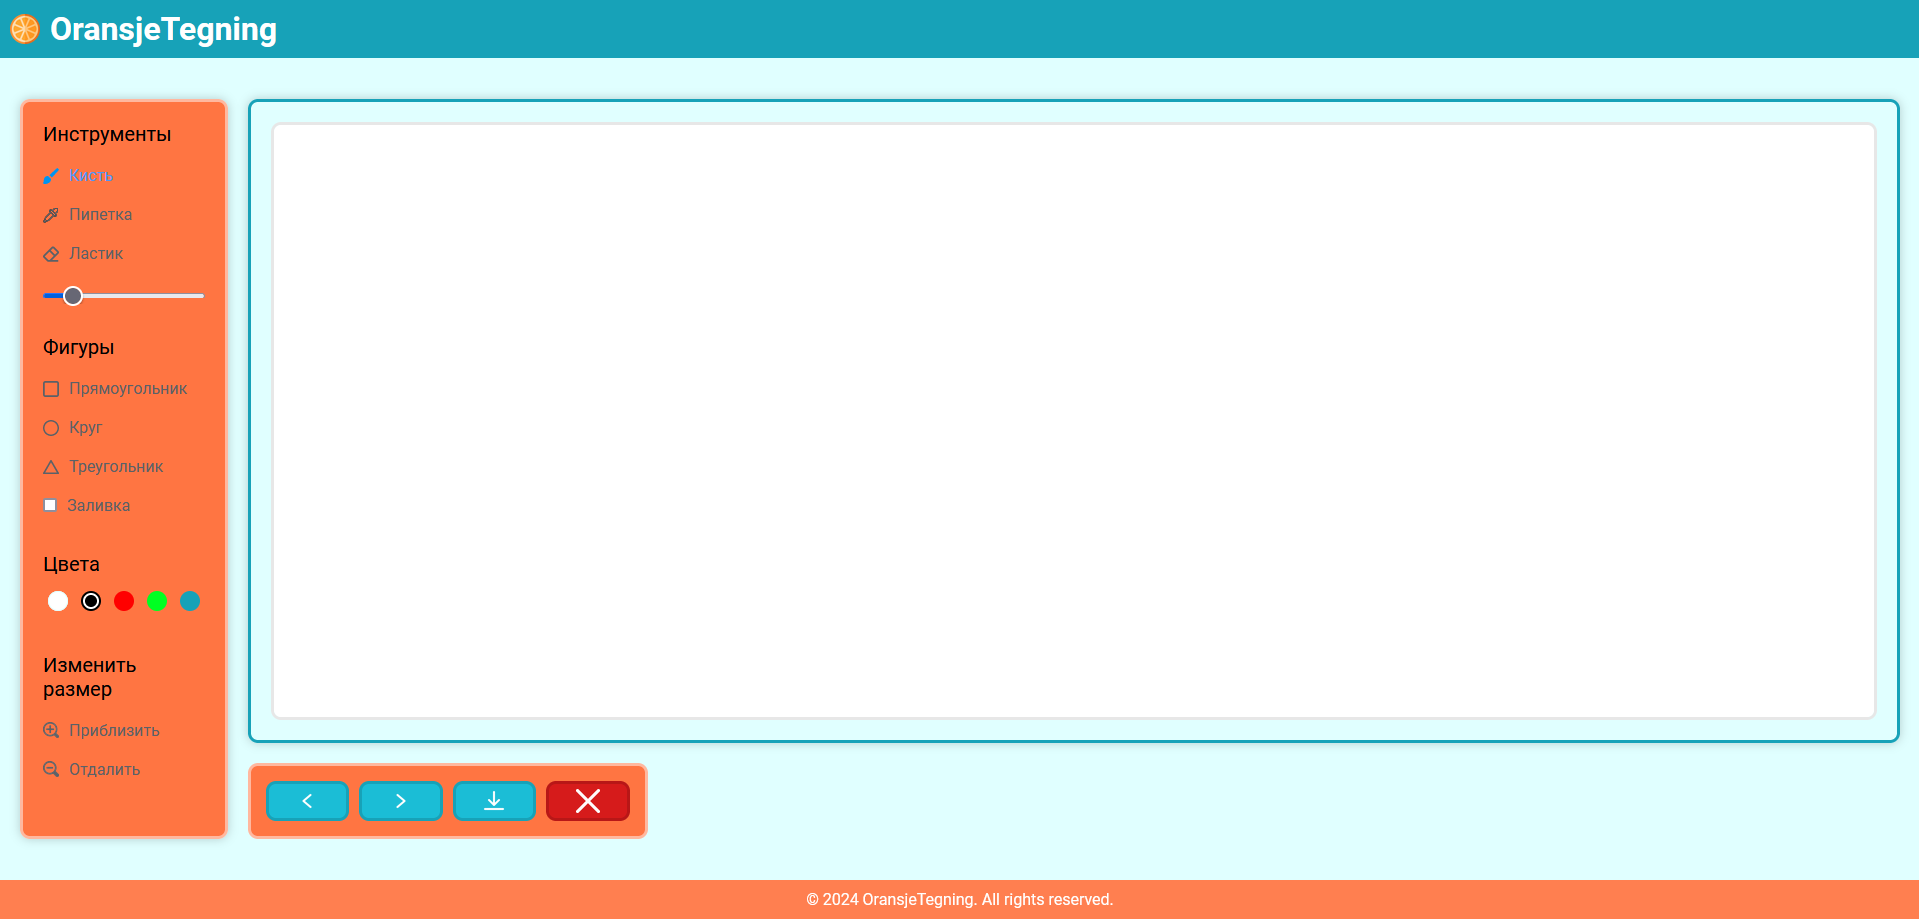 OransjeTegning
Инструменты
Кисть
Пипетка
Ластик
Фигуры
Прямоугольник
Круг
Треугольник
Заливка
Цвета
Изменить
размер
Приблизить
Отдалить
© 2024 OransjeTegning. All rights reserved.